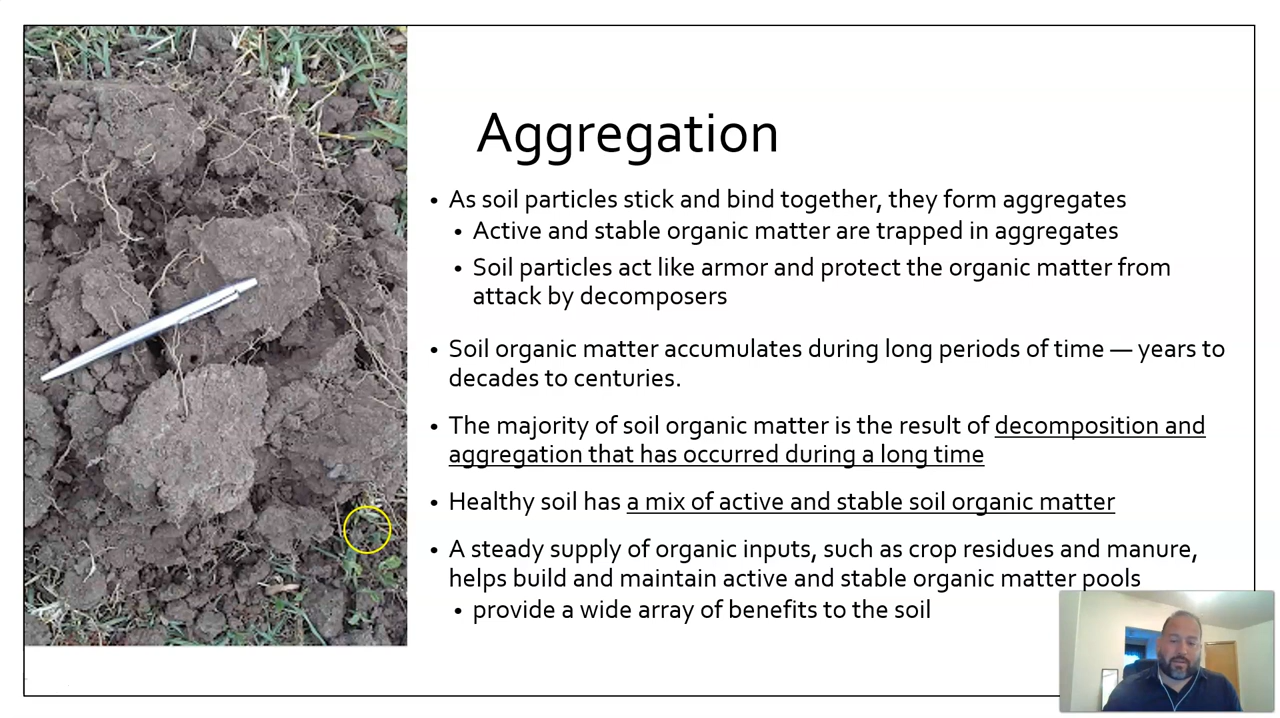 Aggregation
• As soil particles stick and bind together, they form aggregates
• Active and stable organic matter are trapped in aggregates
• Soil particles act like armor and protect the organic matter from
attack by decomposers
• Soil organic matter accumulates during long periods of time — years to
decades to centuries.
• The majority of soil organic matter is the result of decomposition and
aggregation that has occurred during a long time
• Healthy soil has a mix of active and stable soil organic matter
• A steady supply of organic inputs, such as crop residues and manure,
helps build and maintain active and stable organic matter pools
• provide a wide array of benefits to the soil